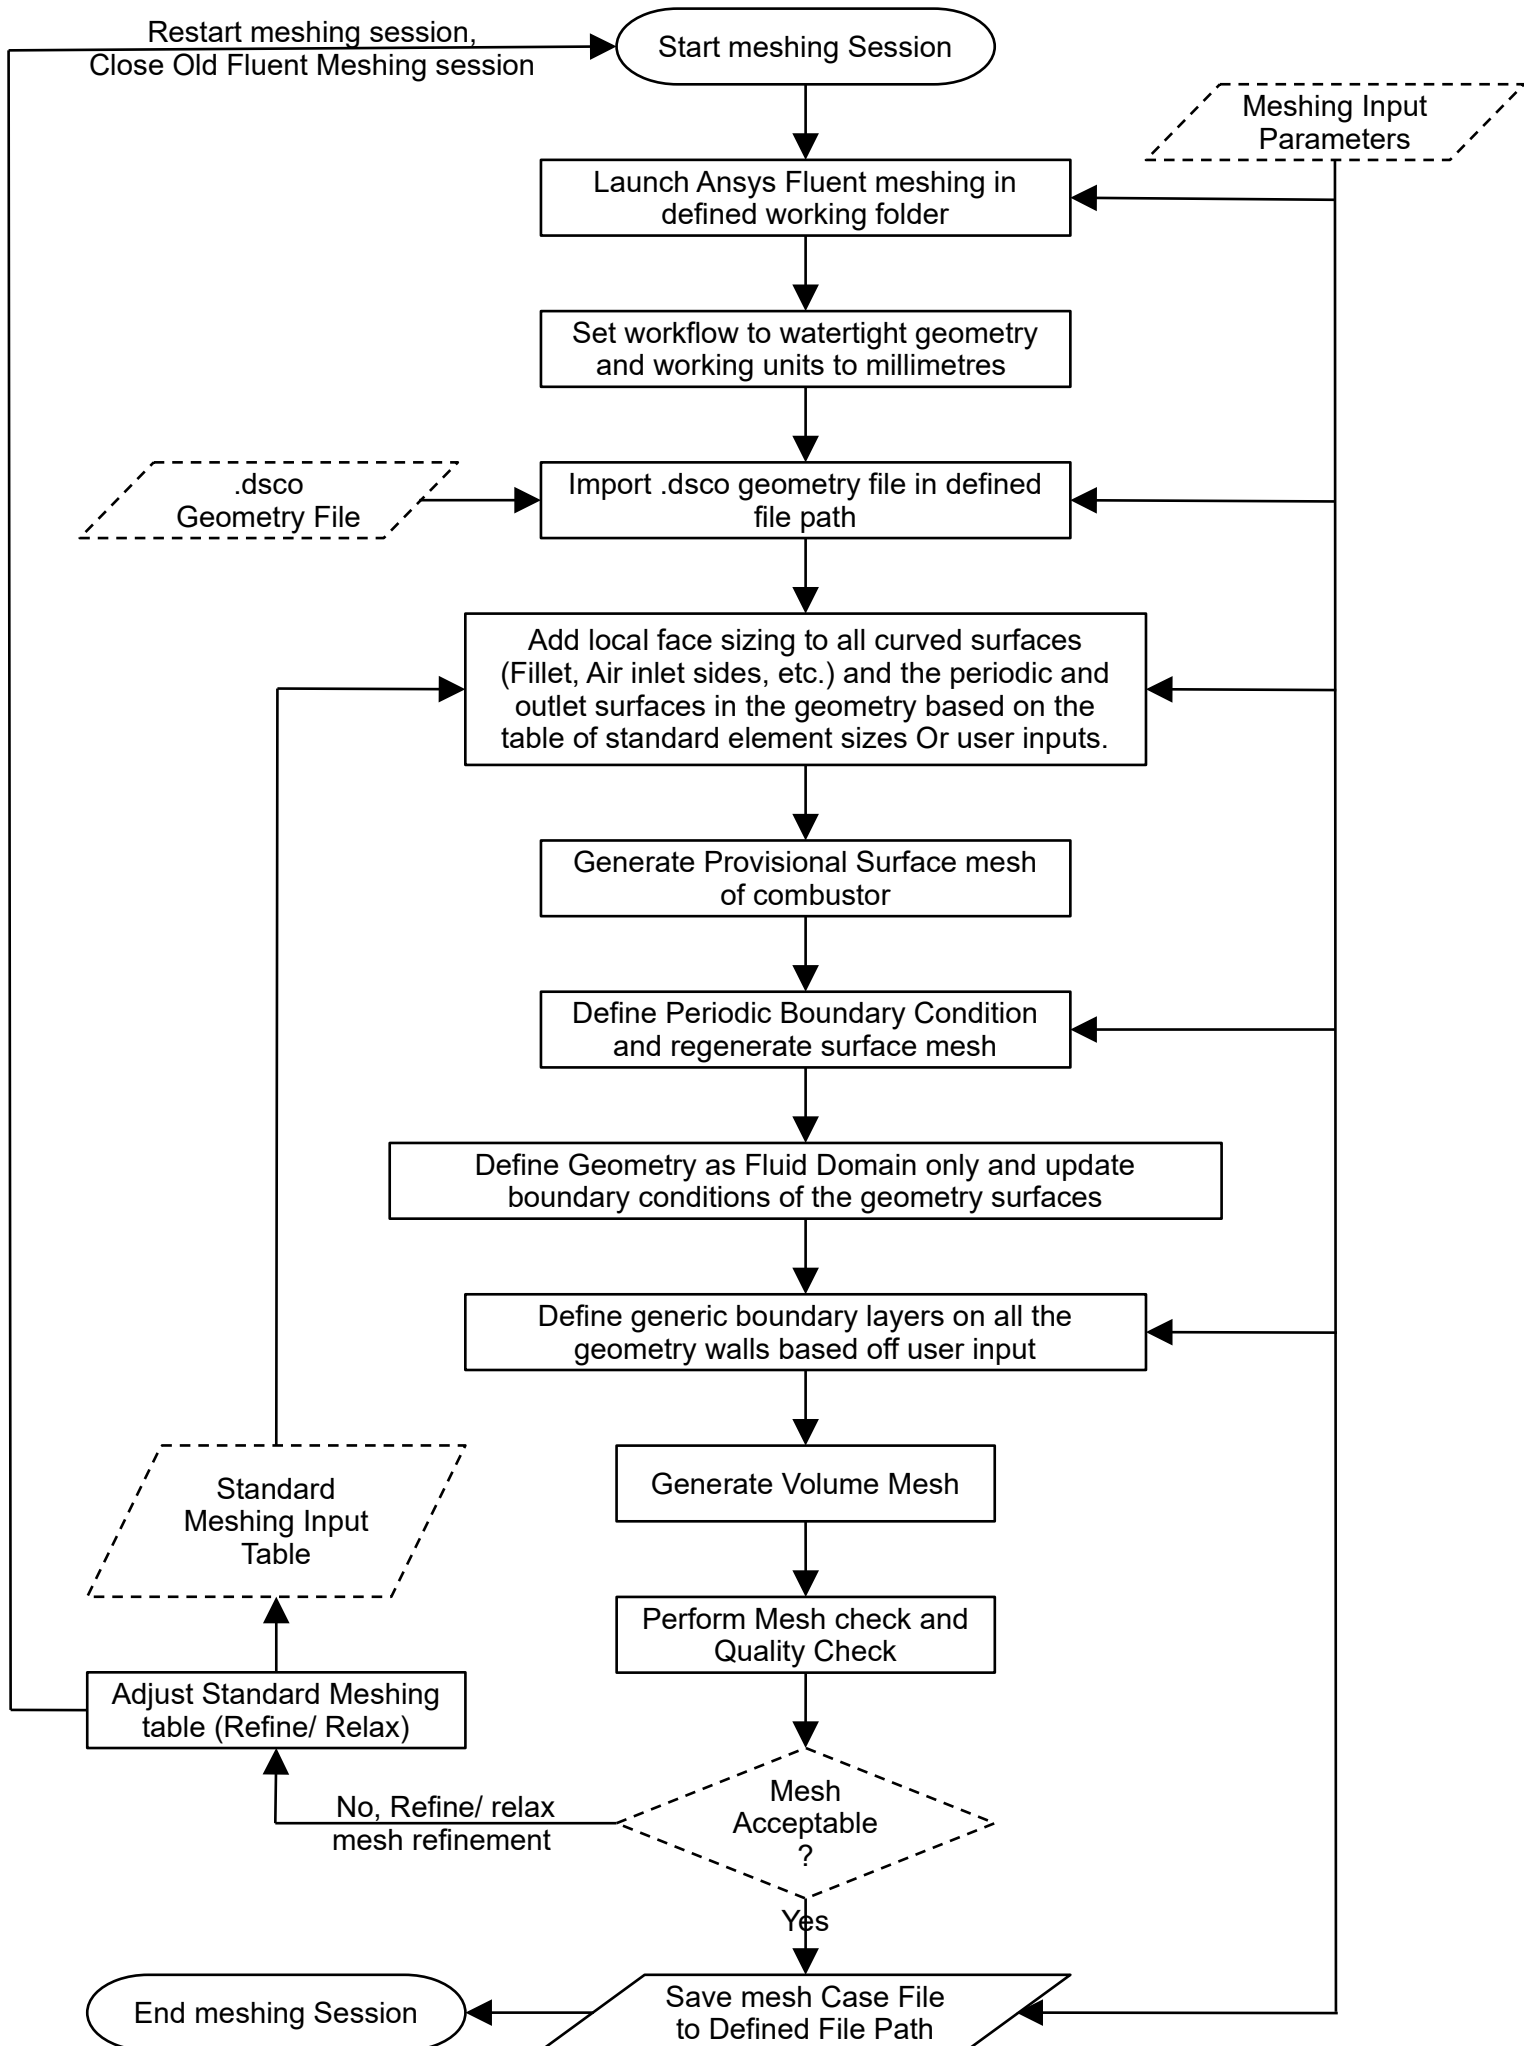 Restart meshing session,
Close Old Fluent Meshing session
Start meshing Session
Meshing Input
Parameters
Launch Ansys Fluent meshing in
defined working folder
Set workflow to watertight geometry
and working units to millimetres
.dsco
Geometry File
Import .dsco geometry file in defined
file path
Add local face sizing to all curved surfaces
(Fillet, Air inlet sides, etc.) and the periodic and
outlet surfaces in the geometry based on the
table of standard element sizes Or user inputs.
Generate Provisional Surface mesh
of combustor
Define Periodic Boundary Condition
and regenerate surface mesh
Define Geometry as Fluid Domain only and update
boundary conditions of the geometry surfaces
Define generic boundary layers on all the
geometry walls based off user input
Generate Volume Mesh
Standard
Meshing Input
Table
Perform Mesh check and
Quality Check
Adjust Standard Meshing
table (Refine/ Relax)
Mesh
Acceptable
?
No, Refine/ relax
mesh refinement
Yes
Save mesh Case File
to Defined File Path
End meshing Session